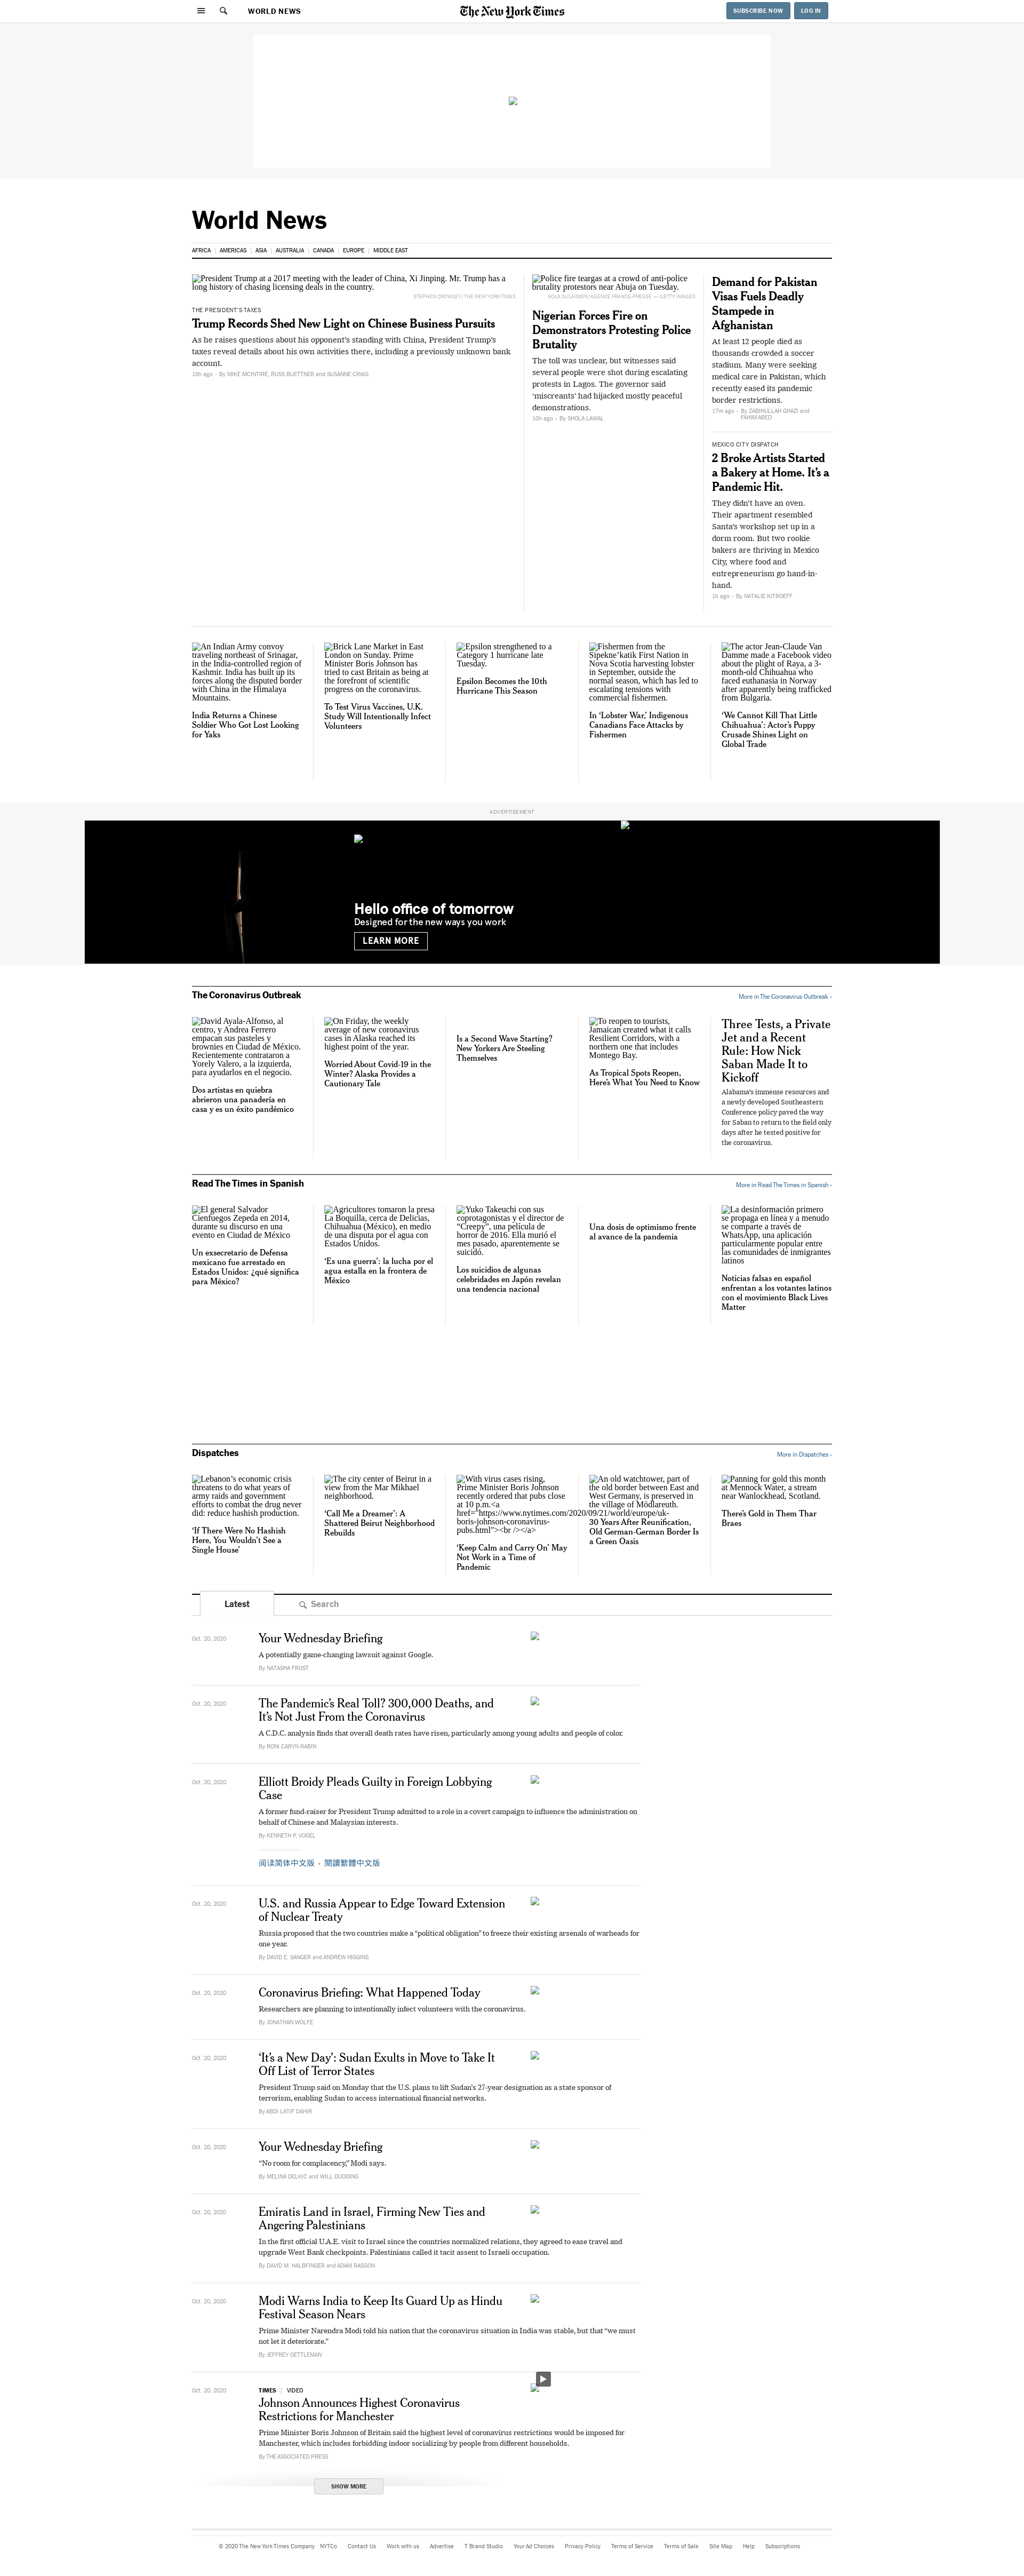 WORLD NEWS
The New York Times
SUBSCRIBE NOW
LOG IN
World News
AFRICA | AMERICAS | ASIA | AUSTRALIA | CANADA | EUROPE | MIDDLE EAST
President Trump at a 2017 meeting with the leader of China, Xi Jinping. Mr. Trump has a
long history of chasing licensing deals in the country.
STEPHEN CROWLEY/THE NEW YORK TIMES
THE PRESIDENT'S TAXES
Trump Records Shed New Light on Chinese Business Pursuits
As he raises questions about his opponent's standing with China, President Trump's
taxes reveal details about his own activities there, including a previously unknown bank
account.
10h ago – By MIKE MCINTIRE, RUSS BUETTNER and SUSANNE CRAIG
Police fire teargas at a crowd of anti-police
brutality protestors near Abuja on Tuesday.
KOLA SULAIMON/AGENCE FRANCE-PRESSE — GETTY IMAGES
Nigerian Forces Fire on
Demonstrators Protesting Police
Brutality
The toll was unclear, but witnesses said
several people were shot during escalating
protests in Lagos. The governor said
‘miscreants’ had hijacked mostly peaceful
demonstrations.
10h ago – By SHOLA LAWAL
Demand for Pakistan
Visas Fuels Deadly
Stampede in
Afghanistan
At least 12 people died as
thousands crowded a soccer
stadium. Many were seeking
medical care in Pakistan, which
recently eased its pandemic
border restrictions.
17m ago – By ZABIHULLAH GHAZI and
FAHIM ABED
MEXICO CITY DISPATCH
2 Broke Artists Started
a Bakery at Home. It’s a
Pandemic Hit.
They didn’t have an oven.
Their apartment resembled
Santa’s workshop set up in a
dorm room. But two rookie
bakers are thriving in Mexico
City, where food and
entrepreneurism go hand-in-
hand.
1h ago – By NATALIE KITROEFF
An Indian Army convoy
traveling northeast of Srinagar,
in the India-controlled region of
Kashmir. India has built up its
forces along the disputed border
with China in the Himalaya
Mountains.
India Returns a Chinese
Soldier Who Got Lost Looking
for Yaks
Brick Lane Market in East
London on Sunday. Prime
Minister Boris Johnson has
tried to cast Britain as being at
the forefront of scientific
progress on the coronavirus.
To Test Virus Vaccines, U.K.
Study Will Intentionally Infect
Volunteers
Epsilon strengthened to a
Category 1 hurricane late
Tuesday.
Epsilon Becomes the 10th
Hurricane This Season
Fishermen from the
Sipekne’katik First Nation in
Nova Scotia harvesting lobster
in September, outside the
normal season, which has led to
escalating tensions with
commercial fishermen.
In ‘Lobster War,’ Indigenous
Canadians Face Attacks by
Fishermen
The actor Jean-Claude Van
Damme made a Facebook video
about the plight of Raya, a 3-
month-old Chihuahua who
faced euthanasia in Norway
after apparently being trafficked
from Bulgaria.
‘We Cannot Kill That Little
Chihuahua’: Actor’s Puppy
Crusade Shines Light on
Global Trade
ADVERTISEMENT
Hello office of tomorrow
Designed for the new ways you work
LEARN MORE
The Coronavirus Outbreak
More in The Coronavirus Outbreak ›
David Ayala-Alfonso, al
centro, y Andrea Ferrero
empacan sus pasteles y
brownies en Ciudad de México.
Recientemente contrataron a
Yorely Valero, a la izquierda,
para ayudarlos en el negocio.
Dos artistas en quiebra
abrieron una panadería en
casa y es un éxito pandémico
On Friday, the weekly
average of new coronavirus
cases in Alaska reached its
highest point of the year.
Worried About Covid-19 in the
Winter? Alaska Provides a
Cautionary Tale
Is a Second Wave Starting?
New Yorkers Are Steeling
Themselves
To reopen to tourists,
Jamaican created what it calls
Resilient Corridors, with a
northern one that includes
Montego Bay.
As Tropical Spots Reopen,
Here’s What You Need to Know
Three Tests, a Private
Jet and a Recent
Rule: How Nick
Saban Made It to
Kickoff
Alabama’s immense resources and
a newly developed Southeastern
Conference policy paved the way
for Saban to return to the field only
days after he tested positive for
the coronavirus.
Read The Times in Spanish
More in Read The Times in Spanish ›
El general Salvador
Cienfuegos Zepeda en 2014,
durante su discurso en una
evento en Ciudad de México
Un exsecretario de Defensa
mexicano fue arrestado en
Estados Unidos: ¿qué significa
para México?
Agricultores tomaron la presa
La Boquilla, cerca de Delicias,
Chihuahua (México), en medio
de una disputa por el agua con
Estados Unidos.
‘Es una guerra’: la lucha por el
agua estalla en la frontera de
México
Yuko Takeuchi con sus
coprotagonistas y el director de
“Creepy”, una película de
horror de 2016. Ella murió el
mes pasado, aparentemente se
suicidó.
Los suicidios de algunas
celebridades en Japón revelan
una tendencia nacional
Una dosis de optimismo frente
al avance de la pandemia
La desinformación primero
se propaga en línea y a menudo
se comparte a través de
WhatsApp, una aplicación
particularmente popular entre
las comunidades de inmigrantes
latinos
Noticias falsas en español
enfrentan a los votantes latinos
con el movimiento Black Lives
Matter
Dispatches
More in Dispatches ›
Lebanon’s economic crisis
threatens to do what years of
army raids and government
efforts to combat the drug never
did: reduce hashish production.
‘If There Were No Hashish
Here, You Wouldn’t See a
Single House’
The city center of Beirut in a
view from the Mar Mikhael
neighborhood.
‘Call Me a Dreamer’: A
Shattered Beirut Neighborhood
Rebuilds
With virus cases rising,
Prime Minister Boris Johnson
recently ordered that pubs close
at 10 p.m.<a
href="https://www.nytimes.com/2020/09/21/world/europe/uk-
boris-johnson-coronavirus-
pubs.html"><br /></a>
‘Keep Calm and Carry On’ May
Not Work in a Time of
Pandemic
An old watchtower, part of
the old border between East and
West Germany, is preserved in
the village of Mödlareuth.
30 Years After Reunification,
Old German-German Border Is
a Green Oasis
Panning for gold this month
at Mennock Water, a stream
near Wanlockhead, Scotland.
There’s Gold in Them Thar
Braes
Latest
Search
Oct. 20, 2020
Your Wednesday Briefing
A potentially game-changing lawsuit against Google.
By NATASHA FROST
Oct. 20, 2020
The Pandemic’s Real Toll? 300,000 Deaths, and
It’s Not Just From the Coronavirus
A C.D.C. analysis finds that overall death rates have risen, particularly among young adults and people of color.
By RONI CARYN RABIN
Oct. 20, 2020
Elliott Broidy Pleads Guilty in Foreign Lobbying
Case
A former fund-raiser for President Trump admitted to a role in a covert campaign to influence the administration on
behalf of Chinese and Malaysian interests.
By KENNETH P. VOGEL
阅读简体中文版 • 閱讀繁體中文版
Oct. 20, 2020
U.S. and Russia Appear to Edge Toward Extension
of Nuclear Treaty
Russia proposed that the two countries make a “political obligation” to freeze their existing arsenals of warheads for
one year.
By DAVID E. SANGER and ANDREW HIGGINS
Oct. 20, 2020
Coronavirus Briefing: What Happened Today
Researchers are planning to intentionally infect volunteers with the coronavirus.
By JONATHAN WOLFE
Oct. 20, 2020
‘It’s a New Day’: Sudan Exults in Move to Take It
Off List of Terror States
President Trump said on Monday that the U.S. plans to lift Sudan’s 27-year designation as a state sponsor of
terrorism, enabling Sudan to access international financial networks.
By ABDI LATIF DAHIR
Oct. 20, 2020
Your Wednesday Briefing
“No room for complacency,” Modi says.
By MELINA DELKIC and WILL DUDDING
Oct. 20, 2020
Emiratis Land in Israel, Firming New Ties and
Angering Palestinians
In the first official U.A.E. visit to Israel since the countries normalized relations, they agreed to ease travel and
upgrade West Bank checkpoints. Palestinians called it tacit assent to Israeli occupation.
By DAVID M. HALBFINGER and ADAM RASGON
Oct. 20, 2020
Modi Warns India to Keep Its Guard Up as Hindu
Festival Season Nears
Prime Minister Narendra Modi told his nation that the coronavirus situation in India was stable, but that “we must
not let it deteriorate.”
By JEFFREY GETTLEMAN
Oct. 20, 2020
TIMES | VIDEO
Johnson Announces Highest Coronavirus
Restrictions for Manchester
Prime Minister Boris Johnson of Britain said the highest level of coronavirus restrictions would be imposed for
Manchester, which includes forbidding indoor socializing by people from different households.
By THE ASSOCIATED PRESS
SHOW MORE
© 2020 The New York Times Company NYTCo Contact Us Work with us Advertise T Brand Studio Your Ad Choices Privacy Policy Terms of Service Terms of Sale Site Map Help Subscriptions